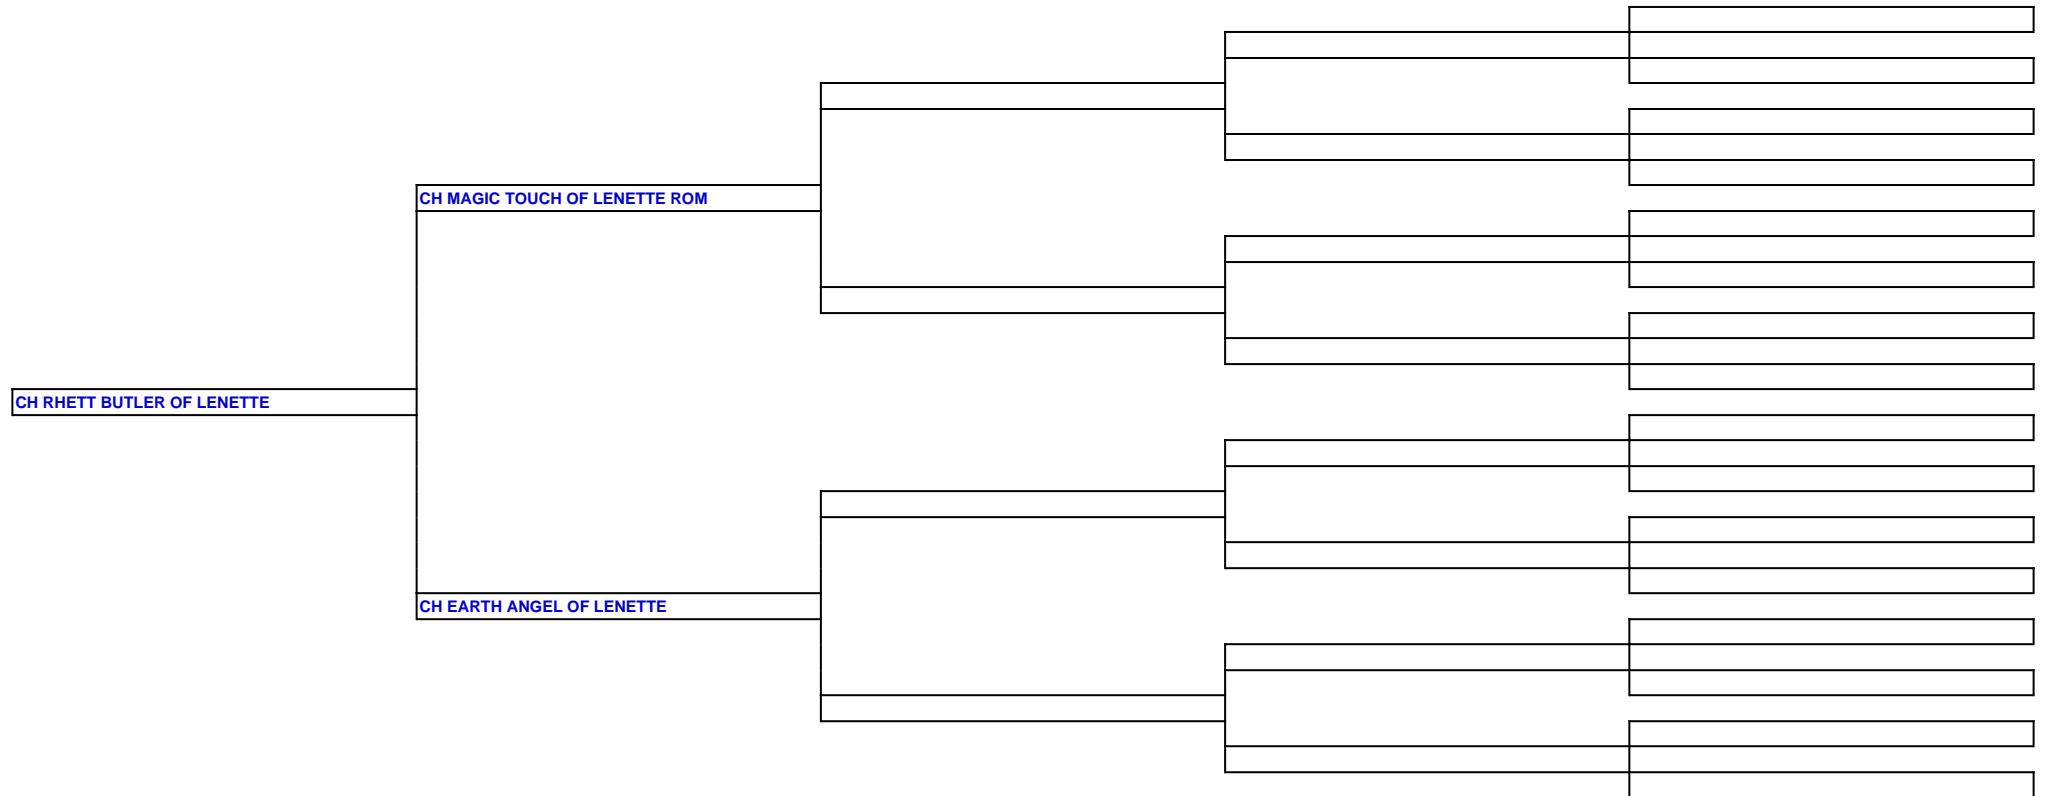 CH MAGIC TOUCH OF LENETTE ROM
CH RHETT BUTLER OF LENETTE
CH EARTH ANGEL OF LENETTE